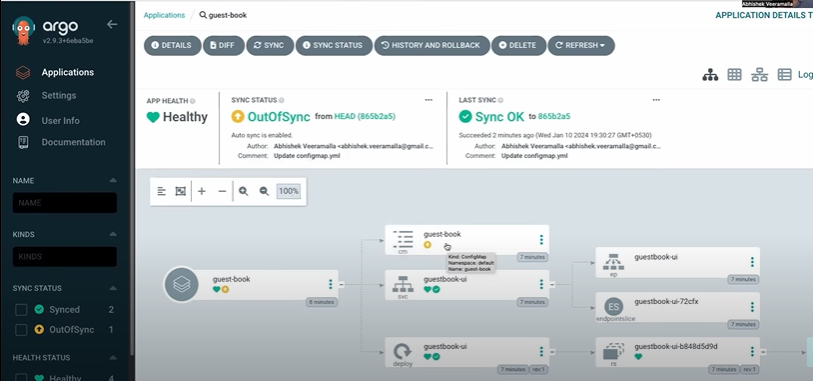 Abhishek Veeramalla
argo
v2.9.3+6eba5be
Applications
Settings
User Info
Documentation
NAME
NAME
KINDS
KINDS
SYNC STATUS
Synced 2
OutOfSync 1
HEALTH STATUS
Healthy 4
Applications / guest-book
APPLICATION DETAILS T
DETAILS
DIFF
SYNC
SYNC STATUS
HISTORY AND ROLLBACK
DELETE
REFRESH
Log
APP HEALTH
Healthy
SYNC STATUS
OutOfSync from HEAD (865b2a5)
Auto sync is enabled.
Author: Abhishek Veeramalla <abhishek.veeramalla@gmail.c...
Comment: Update configmap.yml
LAST SYNC
Sync OK to 865b2a5
Succeeded 2 minutes ago (Wed Jan 10 2024 19:30:27 GMT+0530)
Author: Abhishek Veeramalla <abhishek.veeramalla@gmail.c...
Comment: Update configmap.yml
100%
guest-book
8 minutes
guest-book
cm
7 minutes
Kind: ConfigMap
Namespace: default
Name: guest-book
guestbook-ui
svc
7 minutes
guestbook-ui
deploy
7 minutes
rev:1
guestbook-ui
ep
7 minutes
ES
guestbook-ui-72cfx
endpointslice
7 minutes
guestbook-ui-b848d5d9d
rs
7 minutes
rev:1